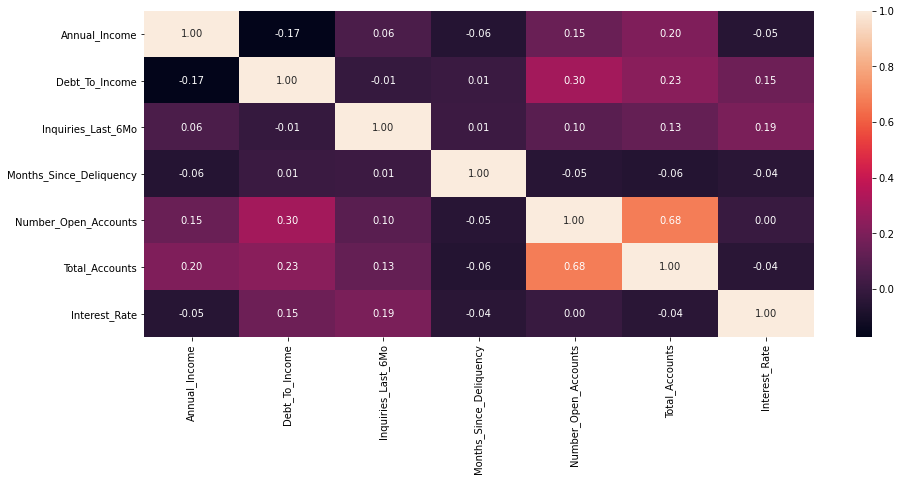 Annual_Income 1.00 -0.17 0.06 -0.06 0.15 0.20 -0.05
Debt_To_Income -0.17 1.00 -0.01 0.01 0.30 0.23 0.15
Inquiries_Last_6Mo 0.06 -0.01 1.00 0.01 0.10 0.13 0.19
Months_Since_Deliquency -0.06 0.01 0.01 1.00 -0.05 -0.06 -0.04
Number_Open_Accounts 0.15 0.30 0.10 -0.05 1.00 0.68 0.00
Total_Accounts 0.20 0.23 0.13 -0.06 0.68 1.00 -0.04
Interest_Rate -0.05 0.15 0.19 -0.04 0.00 -0.04 1.00
Annual_Income
Debt_To_Income
Inquiries_Last_6Mo
Months_Since_Deliquency
Number_Open_Accounts
Total_Accounts
Interest_Rate
1.0
0.8
0.6
0.4
0.2
0.0